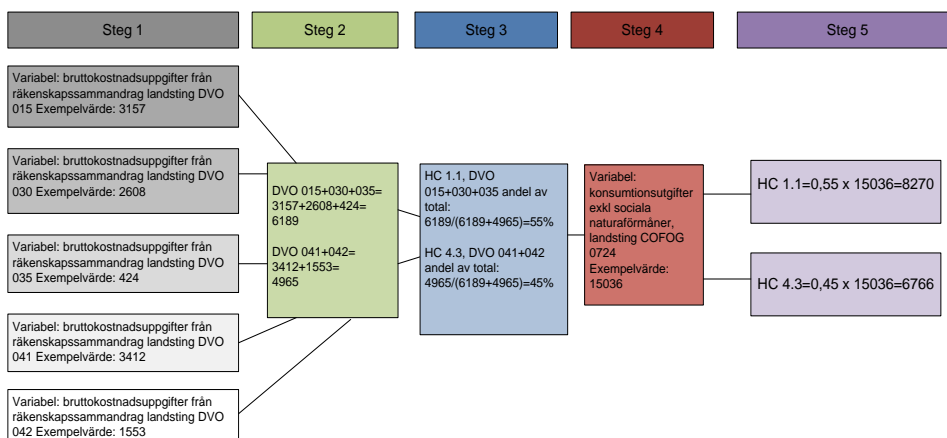 Steg 1
Steg 2
Steg 3
Steg 4
Steg 5
Variabel: bruttokostnadsuppgifter från
räkenskapssammandrag landsting DVO
015 Exempelvärde: 3157
Variabel: bruttokostnadsuppgifter från
räkenskapssammandrag landsting DVO
030 Exempelvärde: 2608
Variabel: bruttokostnadsuppgifter från
räkenskapssammandrag landsting DVO
035 Exempelvärde: 424
Variabel: bruttokostnadsuppgifter från
räkenskapssammandrag landsting DVO
041 Exempelvärde: 3412
Variabel: bruttokostnadsuppgifter från
räkenskapssammandrag landsting DVO
042 Exempelvärde: 1553
DVO 015+030+035=
3157+2608+424=
6189
DVO 041+042=
3412+1553=
4965
HC 1.1, DVO
015+030+035 andel av
total:
6189/(6189+4965)=55%
HC 4.3, DVO 041+042
andel av total:
4965/(6189+4965)=45%
Variabel:
konsumtionsutgifter
exkl sociala
naturaförmåner,
landsting COFOG
0724
Exempelvärde:
15036
HC 1.1=0,55 x 15036=8270
HC 4.3=0,45 x 15036=6766